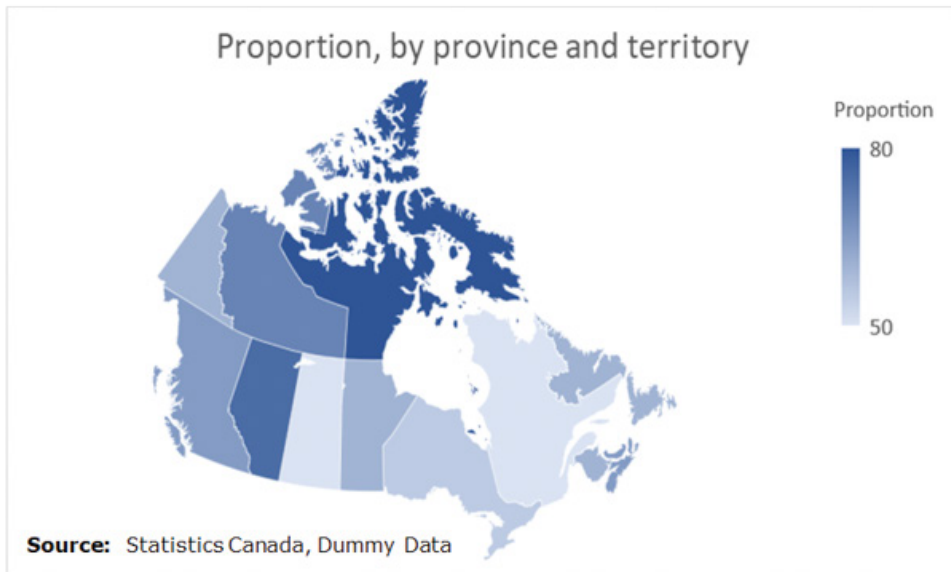 Proportion, by province and territory
Proportion
80
50
Source: Statistics Canada, Dummy Data